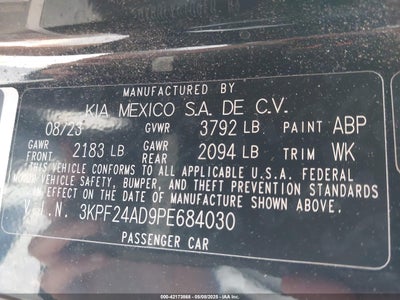 MANUFACTURED BY
KIA MEXICO S.A. DE C.V.
08/23 GVWR 3792 LB PAINT ABP
GAWR FRONT 2183 LB GAWR REAR 2094 LB TRIM WK
THIS VEHICLE CONFORMS TO ALL APPLICABLE U.S.A. FEDERAL
MOTOR VEHICLE SAFETY, BUMPER, AND THEFT PREVENTION STANDARDS
IN EFFECT ON THE DATE OF MANUFACTURE SHOWN ABOVE.
V.I.N. 3KPF24AD9PE684030
PASSENGER CAR
000-42173088 - 05/08/2025 - IAA Inc.